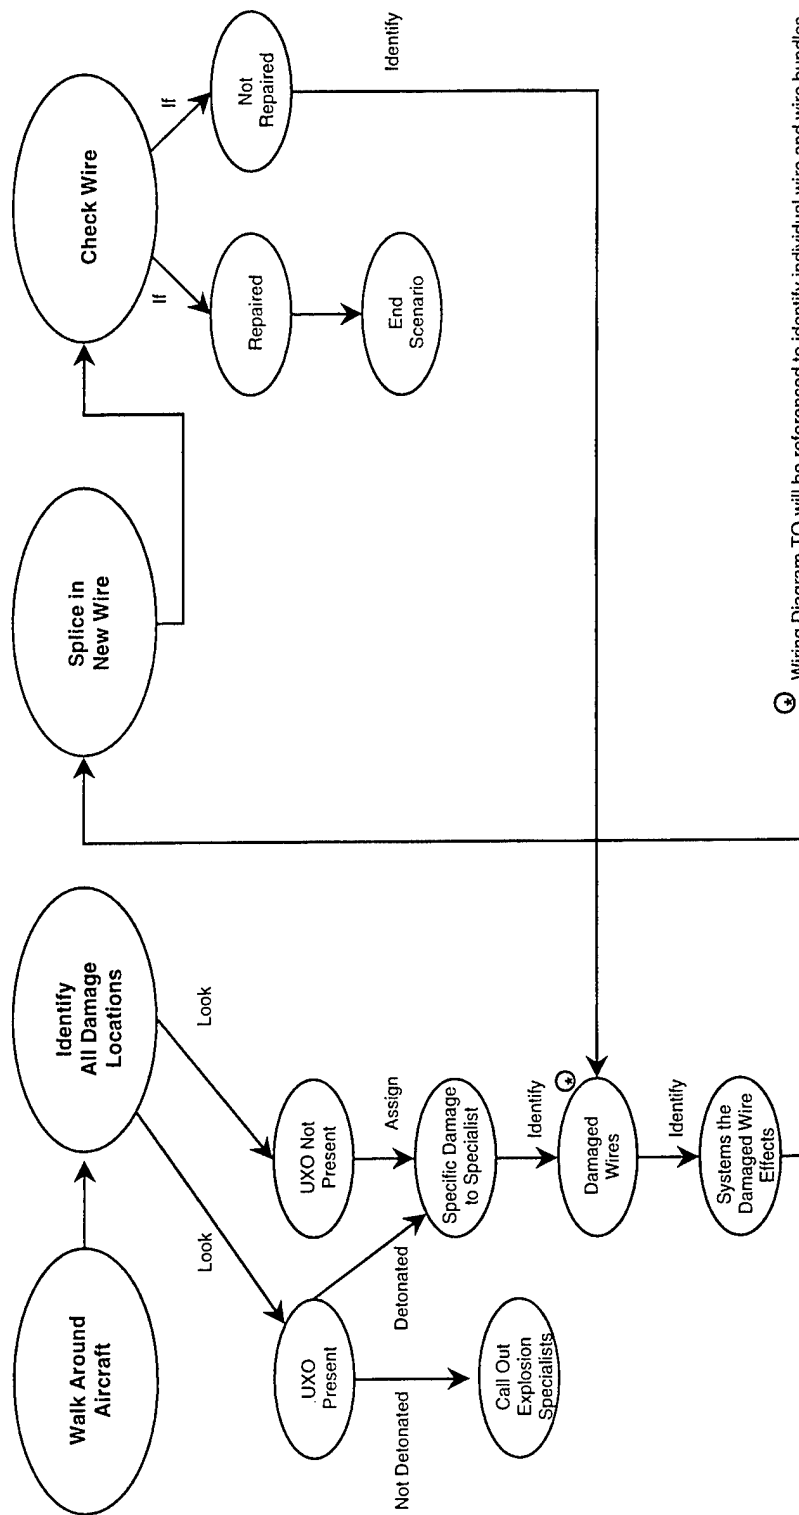 Walk Around
Aircraft
Identify
All Damage
Locations
Splice in
New Wire
Check Wire
Look
Look
If
If
UXO
Present
UXO Not
Present
Repaired
Not
Repaired
Not Detonated
Detonated
Assign
Identify
Call Out
Explosion
Specialists
Specific Damage
to Specialist
End
Scenario
Identify
Damaged
Wires
Identify
Systems the
Damaged Wire
Effects
* Wiring Diagram TO will be referenced to identify individual wire and wire bundles